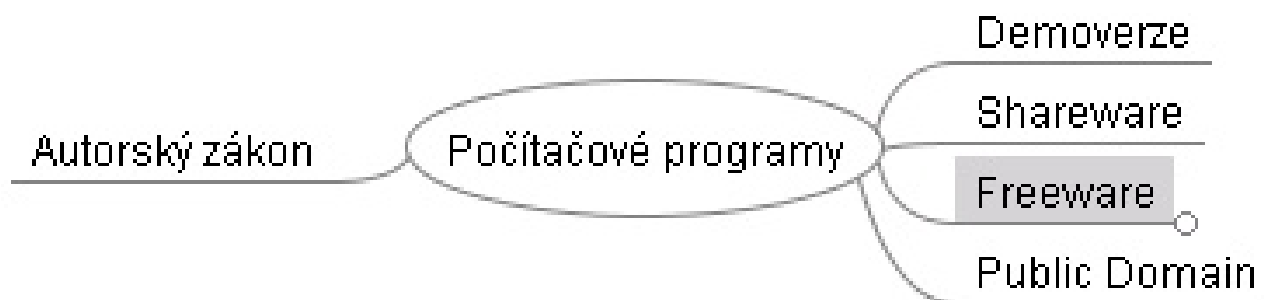 Demoverze
Shareware
Autorský zákon
Počítačové programy
Freeware
Public Domain